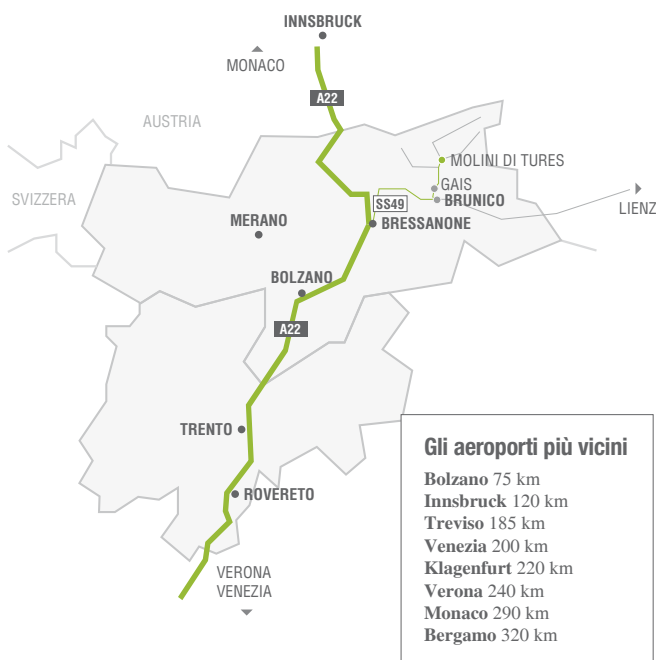 INNSBRUCK
MONACO
A22
AUSTRIA
MOLINI DI TURES
GAIS
SVIZZERA
SS49
BRUNICO
LIENZ
MERANO
BRESSANONE
BOLZANO
A22
TRENTO
ROVERETO
VERONA
VENEZIA
Gli aeroporti più vicini
Bolzano 75 km
Innsbruck 120 km
Treviso 185 km
Venezia 200 km
Klagenfurt 220 km
Verona 240 km
Monaco 290 km
Bergamo 320 km